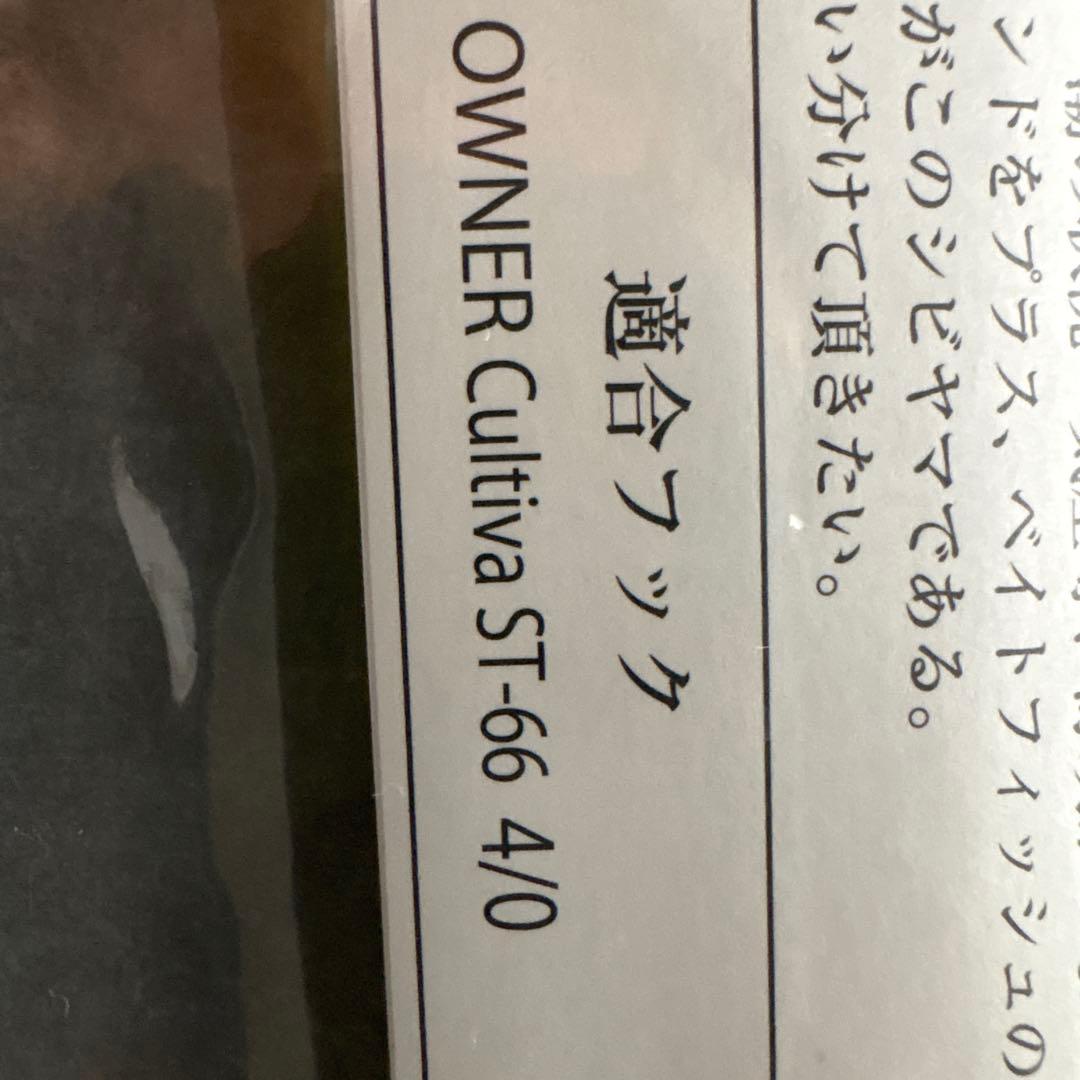 ンドをプラス、ベイトフィッシュの
がこのシビヤマである。
い分けて頂きたい。
適合フック
OWNER Cultiva ST-66 4/0